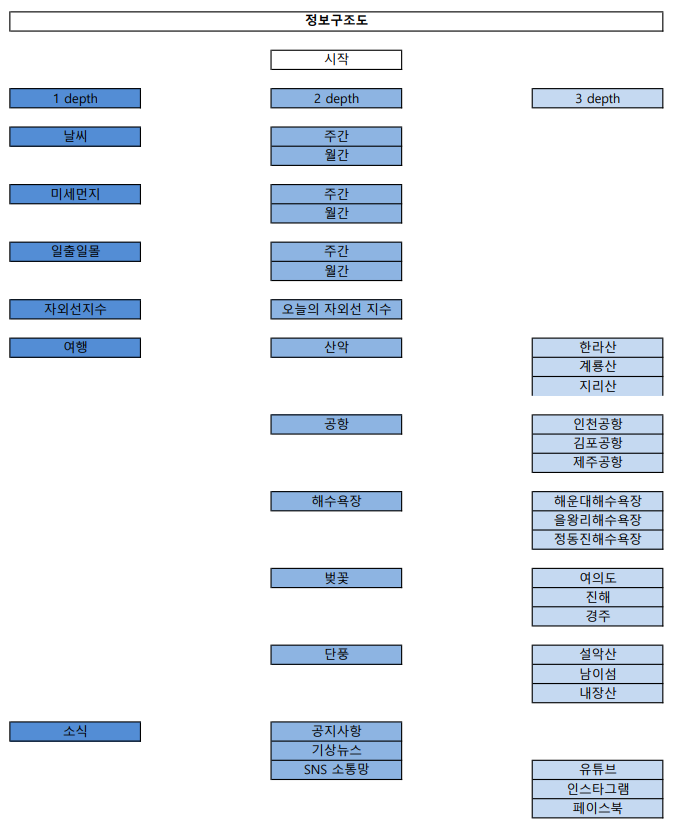 정보구조도
시작
1 depth 2 depth 3 depth
날씨 주간
월간
미세먼지 주간
월간
일출일몰 주간
월간
자외선지수 오늘의 자외선 지수
여행 산악 한라산
계룡산
지리산
공항 인천공항
김포공항
제주공항
해수욕장 해운대해수욕장
을왕리해수욕장
정동진해수욕장
벚꽃 여의도
진해
경주
단풍 설악산
남이섬
내장산
소식 공지사항
기상뉴스
SNS 소통망 유튜브
인스타그램
페이스북